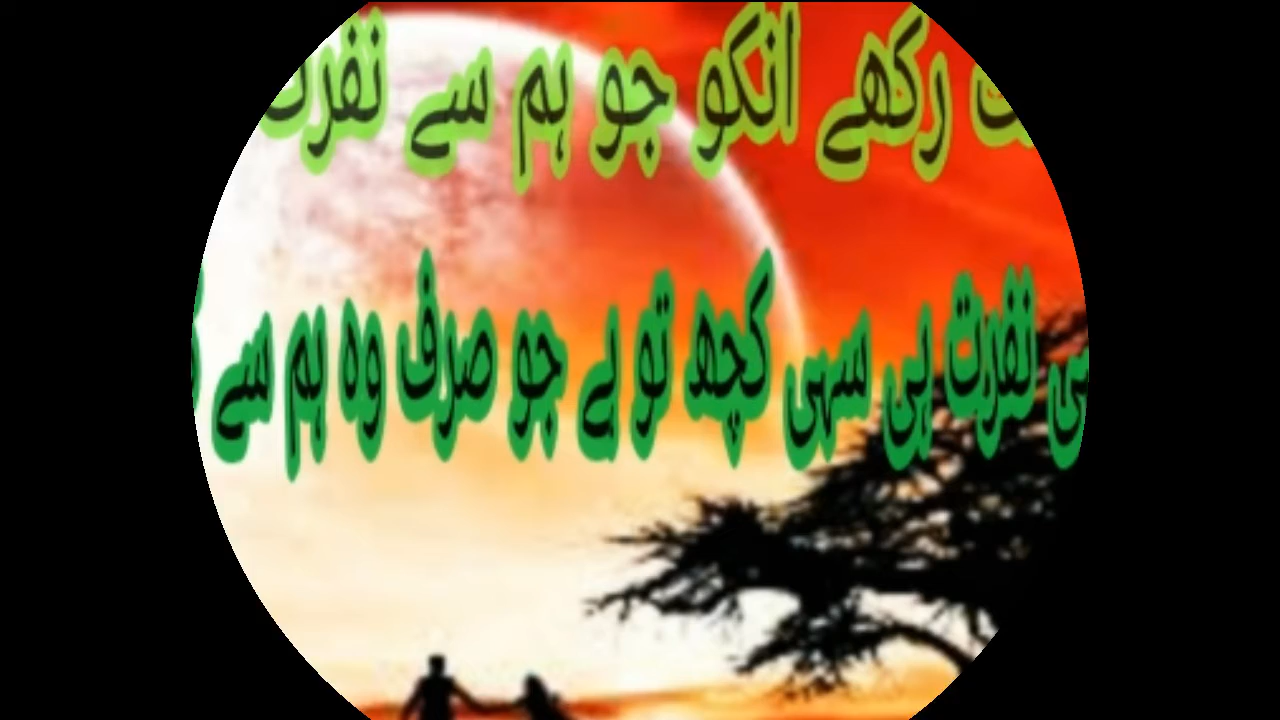 رکھے انکو جو ہم سے نفرت
نفرت ہی سہی کچھ تو ہے جو صرف وہ ہم سے